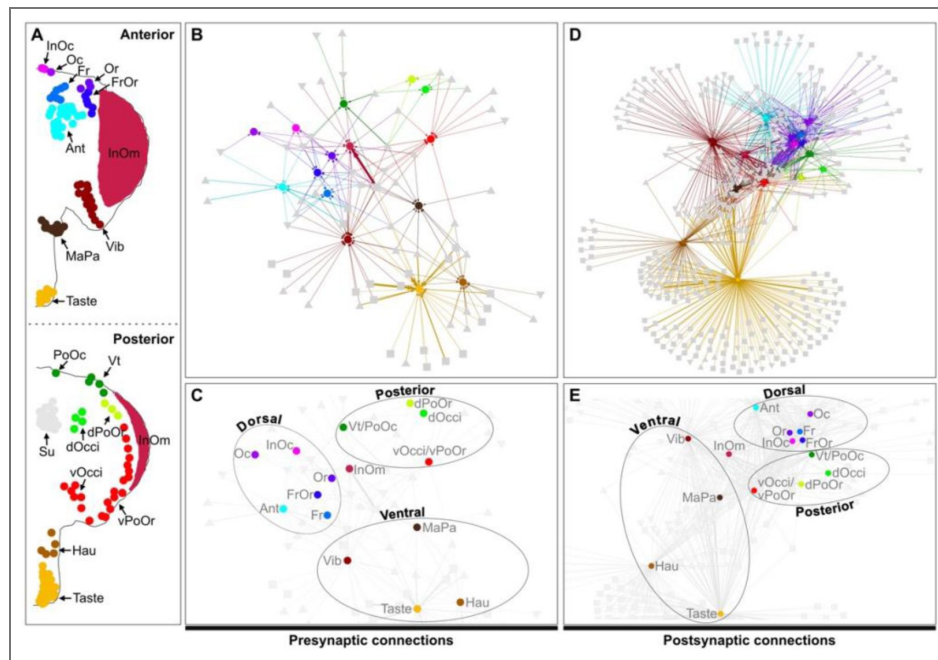 A
Anterior
InOc
Oc
Fr
Or
FrOr
Ant
InOm
Vib
MaPa
Taste
Posterior
PoOc
Vt
Su
dOcci
dPoOr
InOm
vOcci
vPoOr
Hau
Taste
B
C
Posterior
dPoOr
dOcci
Vt/PoOc
vOcci/vPoOr
Dorsal
InOc
Oc
Or
InOm
FrOr
Ant
Fr
Ventral
MaPa
Vib
Taste
Hau
Presynaptic connections
D
E
Dorsal
Ant
Oc
Or
Fr
InOc
FrOr
Ventral
Vib
InOm
Vt/PoOc
dOcci
vOcci/
vPoOr
dPoOr
Posterior
MaPa
Hau
Taste
Postsynaptic connections